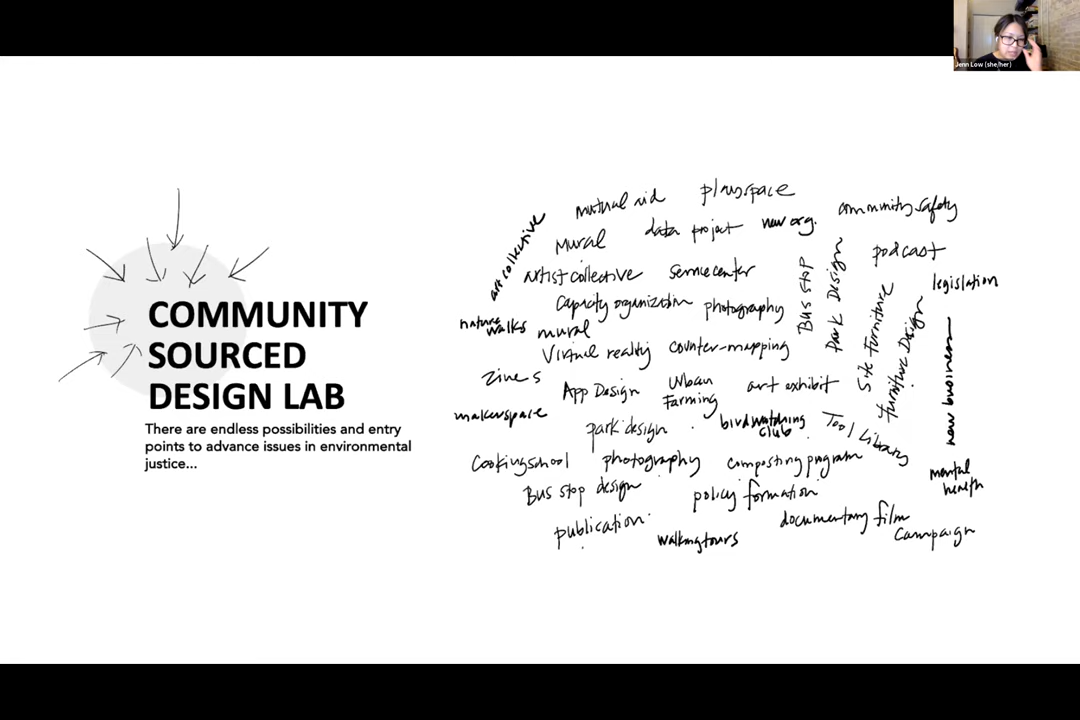 Jenn Low (she/her)
COMMUNITY
SOURCED
DESIGN LAB
There are endless possibilities and entry
points to advance issues in environmental
justice...
mutual aid
playspace
community safety
art collective
mural
data project
new org.
podcast
artist collective
service center
Bus stop
Park Design
legislation
capacity organization
photography
Site furniture
furniture Design
nature
walks
mural
Virtual reality
counter-mapping
new business
zines
App Design
Urban
Farming
art exhibit
makerspace
park design
birdwatching
club
Tool Library
Cooking school
photography
composting program
mental
health
Bus stop design
policy formation
publication
walking tours
documentary film
campaign